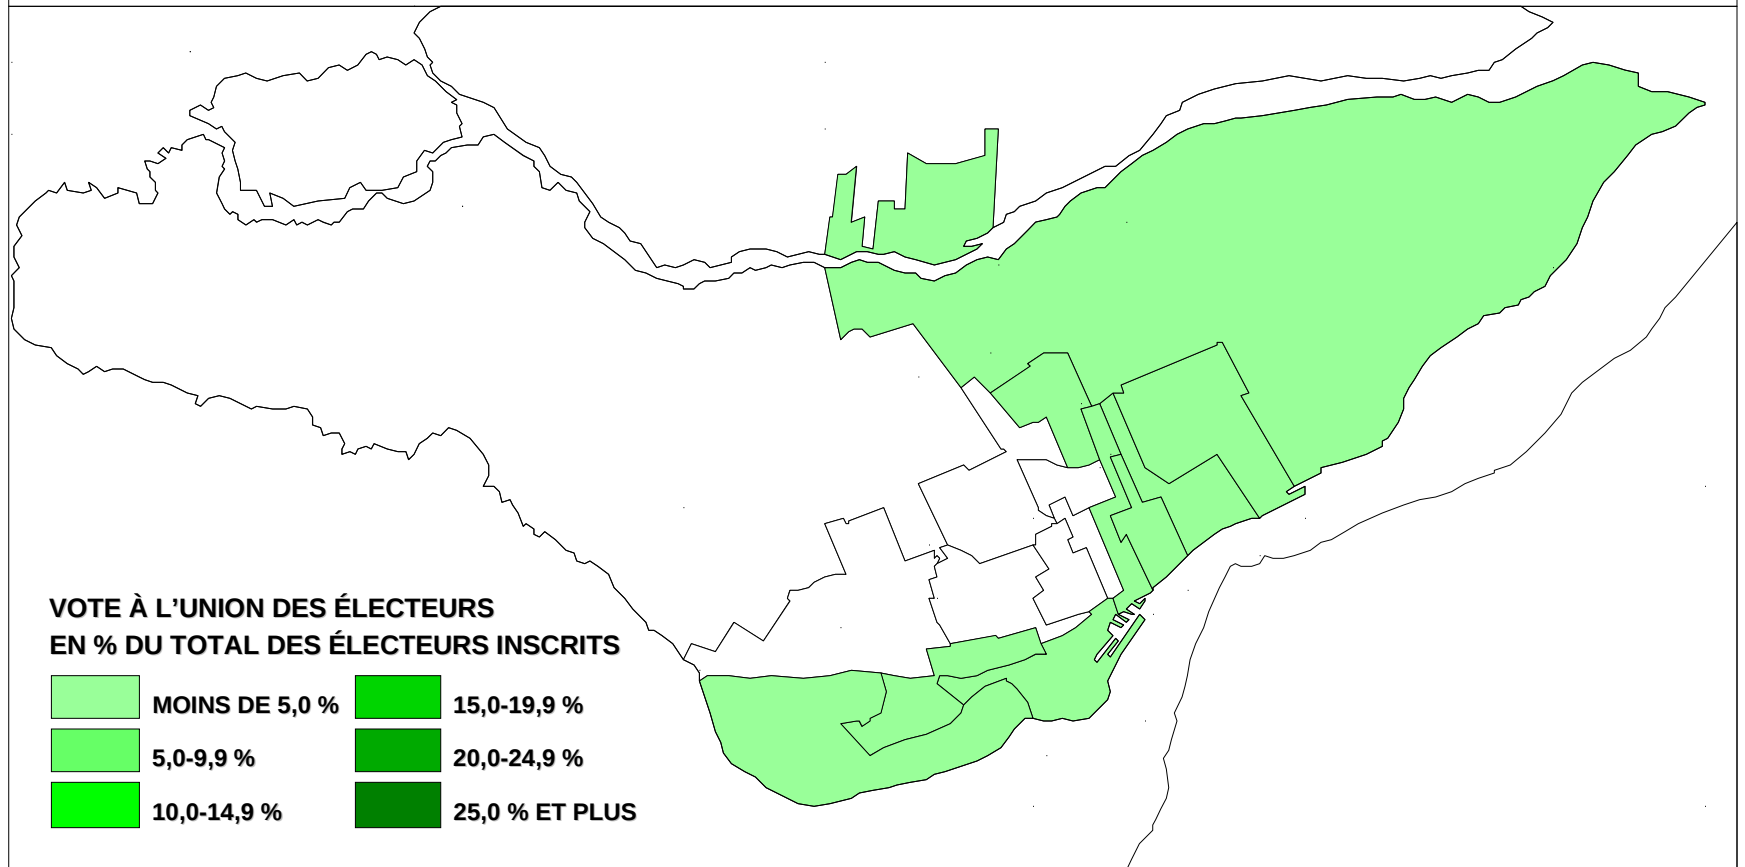 VOTE À L’UNION DES ÉLECTEURS
EN % DU TOTAL DES ÉLECTEURS INSCRITS
MOINS DE 5,0 %
15,0-19,9 %
5,0-9,9 %
20,0-24,9 %
10,0-14,9 %
25,0 % ET PLUS